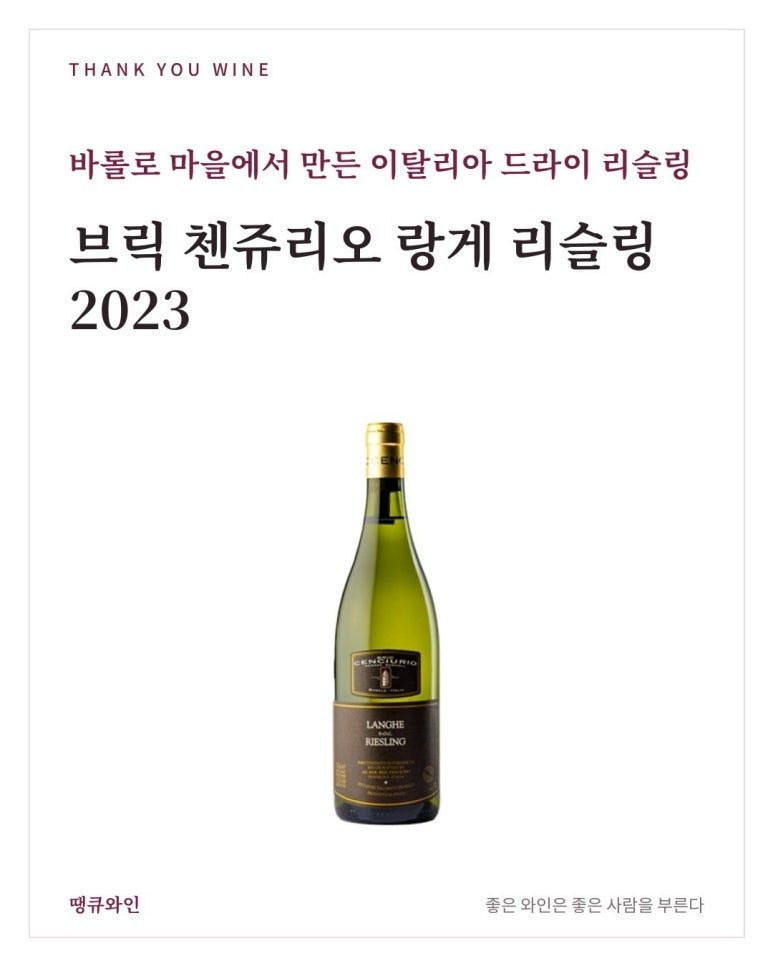 THANK YOU WINE
바롤로 마을에서 만든 이탈리아 드라이 리슬링
브릭 첸쥬리오 랑게 리슬링
2023
CENCIURIO
LANGHE
RIESLING
땡큐와인
좋은 와인은 좋은 사람을 부른다